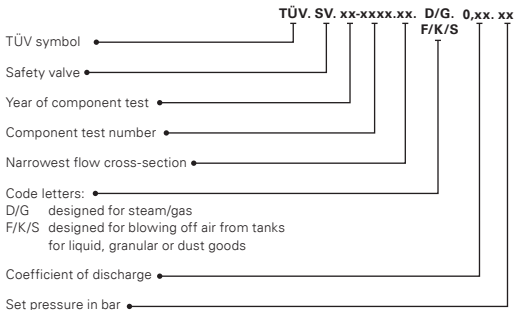 TÜV. SV. xx-xxxx.xx. D/G. 0,xx. xx
F/K/S
TÜV symbol
Safety valve
Year of component test
Component test number
Narrowest flow cross-section
Code letters:
D/G designed for steam/gas
F/K/S designed for blowing off air from tanks
for liquid, granular or dust goods
Coefficient of discharge
Set pressure in bar